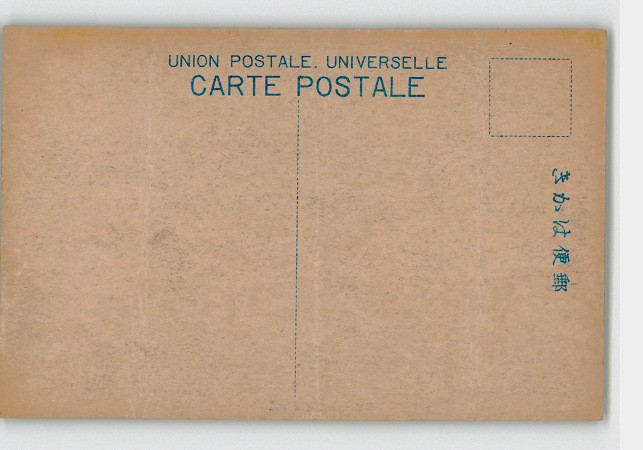 UNION POSTALE. UNIVERSELLE
CARTE POSTALE
郵便はかき